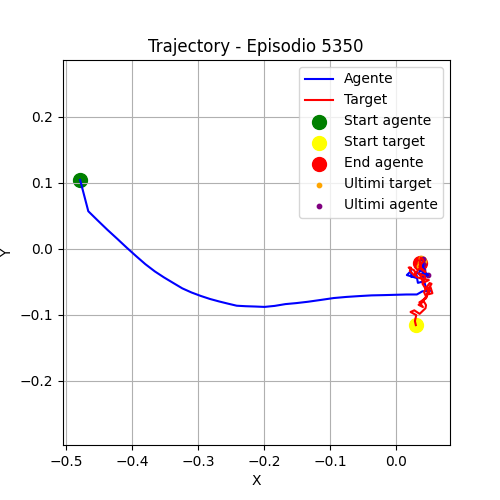 Trajectory - Episodio 5350
Agente
Target
Start agente
Start target
End agente
Ultimi target
Ultimi agente
Y
0.2
0.1
0.0
−0.1
−0.2
−0.5 −0.4 −0.3 −0.2 −0.1 0.0
X